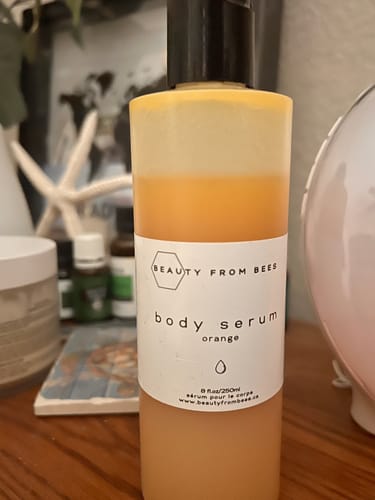 BEAUTY FROM BEES
body serum
orange
8 fl.oz/250ml
sérum pour le corps
www.beautyfrombees.ca